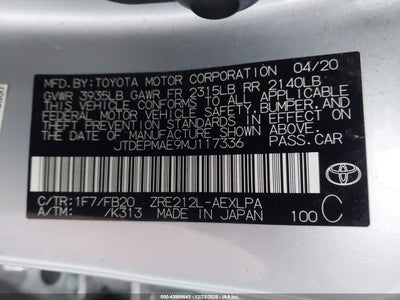 MFD.BY:TOYOTA MOTOR CORPORATION 04/20
GVWR 3935LB GAWR FR 2315LB RR 2140LB
THIS VEHICLE CONFORMS TO ALL APPLICABLE
FEDERAL MOTOR VEHICLE SAFETY, BUMPER, AND
THEFT PREVENTION STANDARDS IN EFFECT ON THE DATE
OF MANUFACTURE SHOWN ABOVE.
JTDEPMAE9MJ117336 PASS.CAR
C/TR:1F7/FB20 ZRE212L-AEXLPA
A/TM: /K313 MADE IN JAPAN 100 C
TOYOTA